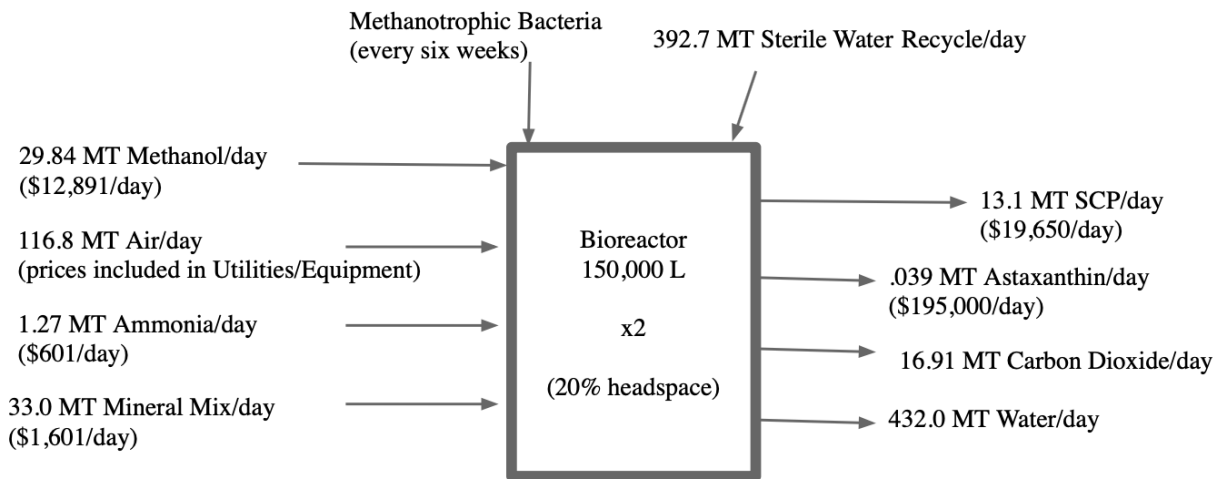 Methanotrophic Bacteria
(every six weeks)
392.7 MT Sterile Water Recycle/day
29.84 MT Methanol/day
($12,891/day)
116.8 MT Air/day
(prices included in Utilities/Equipment)
1.27 MT Ammonia/day
($601/day)
33.0 MT Mineral Mix/day
($1,601/day)
Bioreactor
150,000 L
x2
(20% headspace)
13.1 MT SCP/day
($19,650/day)
.039 MT Astaxanthin/day
($195,000/day)
16.91 MT Carbon Dioxide/day
432.0 MT Water/day